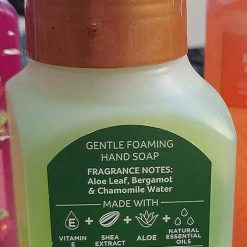 GENTLE FOAMING
HAND SOAP
FRAGRANCE NOTES:
Aloe Leaf, Bergamot
& Chamomile Water
MADE WITH
E + + +
VITAMIN E
SHEA EXTRACT
ALOE
NATURAL ESSENTIAL OILS